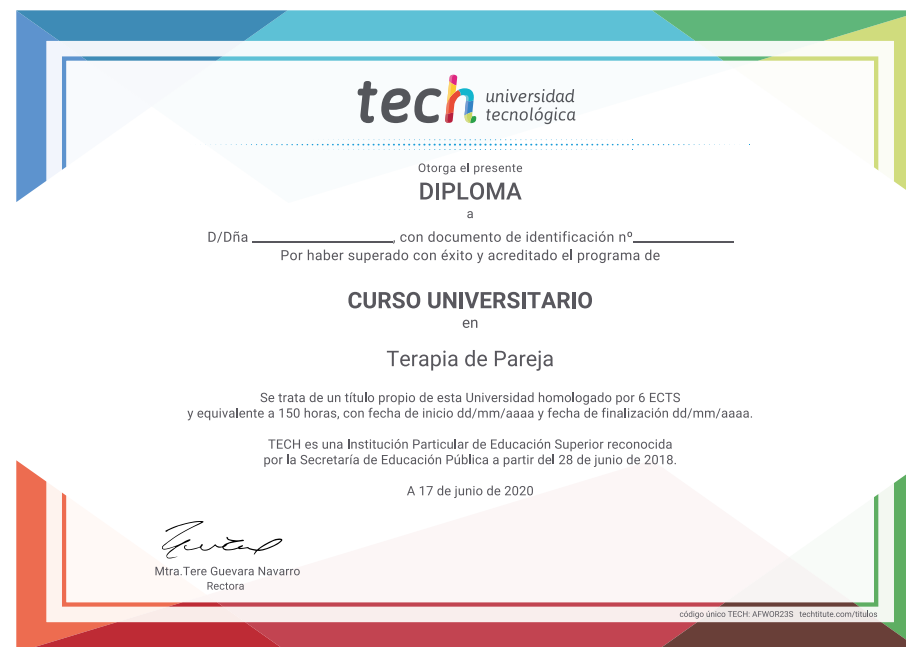 tech universidad
tecnológica
Otorga el presente
DIPLOMA
a
D/Dña ____________________, con documento de identificación nº______________
Por haber superado con éxito y acreditado el programa de
CURSO UNIVERSITARIO
en
Terapia de Pareja
Se trata de un título propio de esta Universidad homologado por 6 ECTS
y equivalente a 150 horas, con fecha de inicio dd/mm/aaaa y fecha de finalización dd/mm/aaaa.
TECH es una Institución Particular de Educación Superior reconocida
por la Secretaría de Educación Pública a partir del 28 de junio de 2018.
A 17 de junio de 2020
Mtra.Tere Guevara Navarro
Rectora
código único TECH: AFWOR23S techtitute.com/titulos